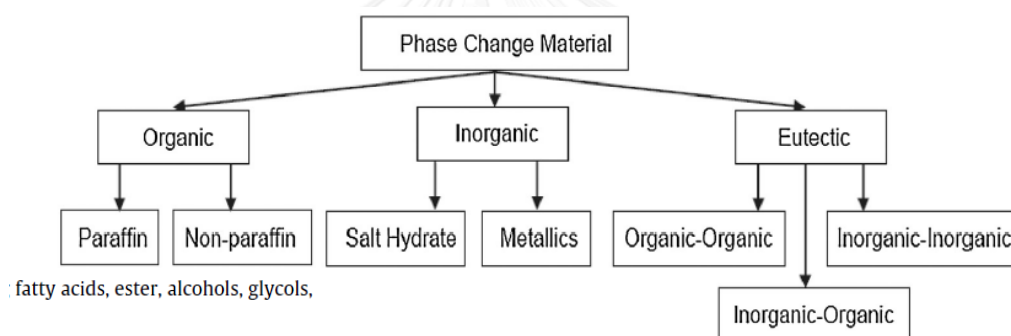 Phase Change Material
Organic
Inorganic
Eutectic
Paraffin
Non-paraffin
Salt Hydrate
Metallics
Organic-Organic
Inorganic-Inorganic
fatty acids, ester, alcohols, glycols,
Inorganic-Organic